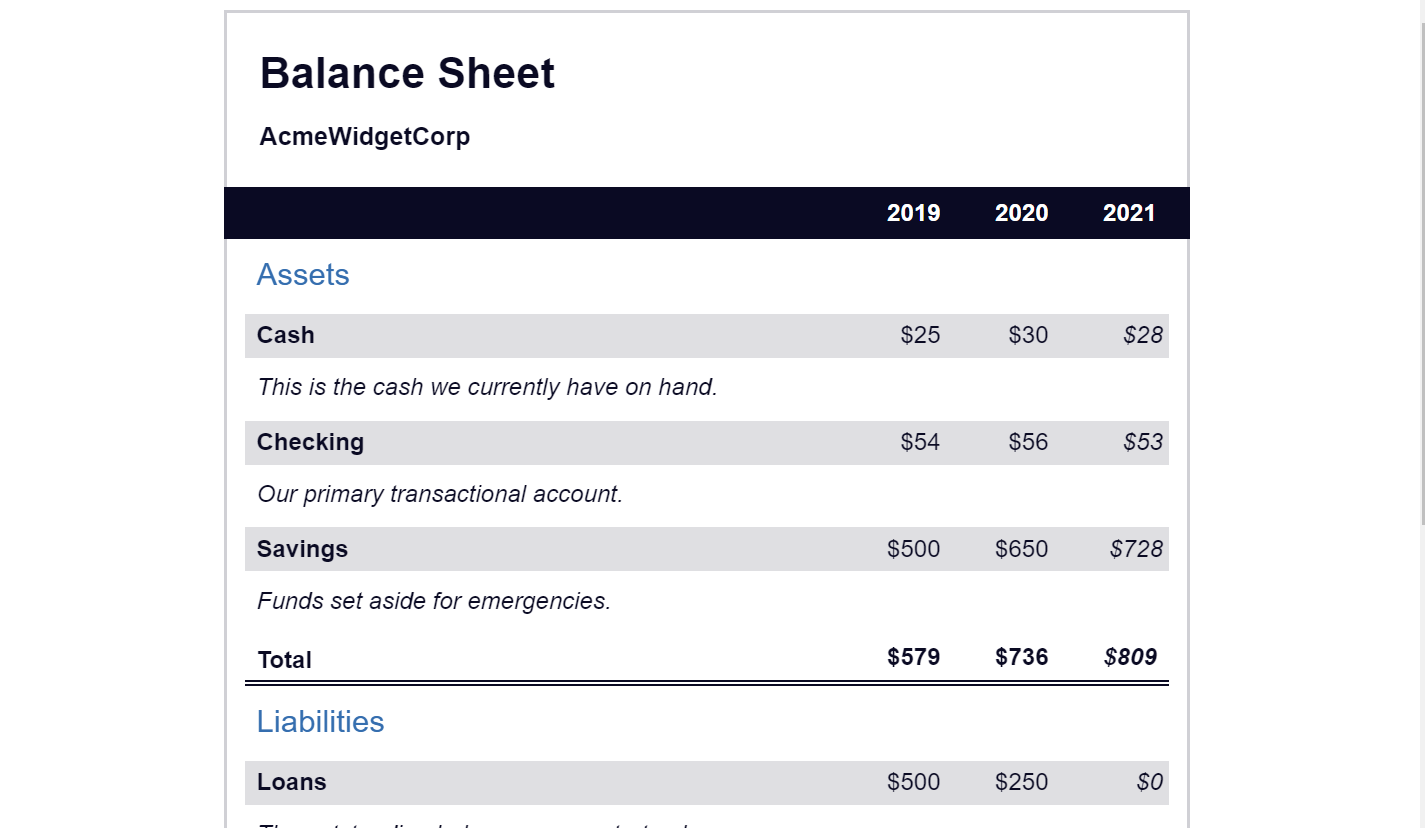 Balance Sheet
AcmeWidgetCorp
2019 2020 2021
Assets
Cash $25 $30 $28
This is the cash we currently have on hand.
Checking $54 $56 $53
Our primary transactional account.
Savings $500 $650 $728
Funds set aside for emergencies.
Total $579 $736 $809
Liabilities
Loans $500 $250 $0